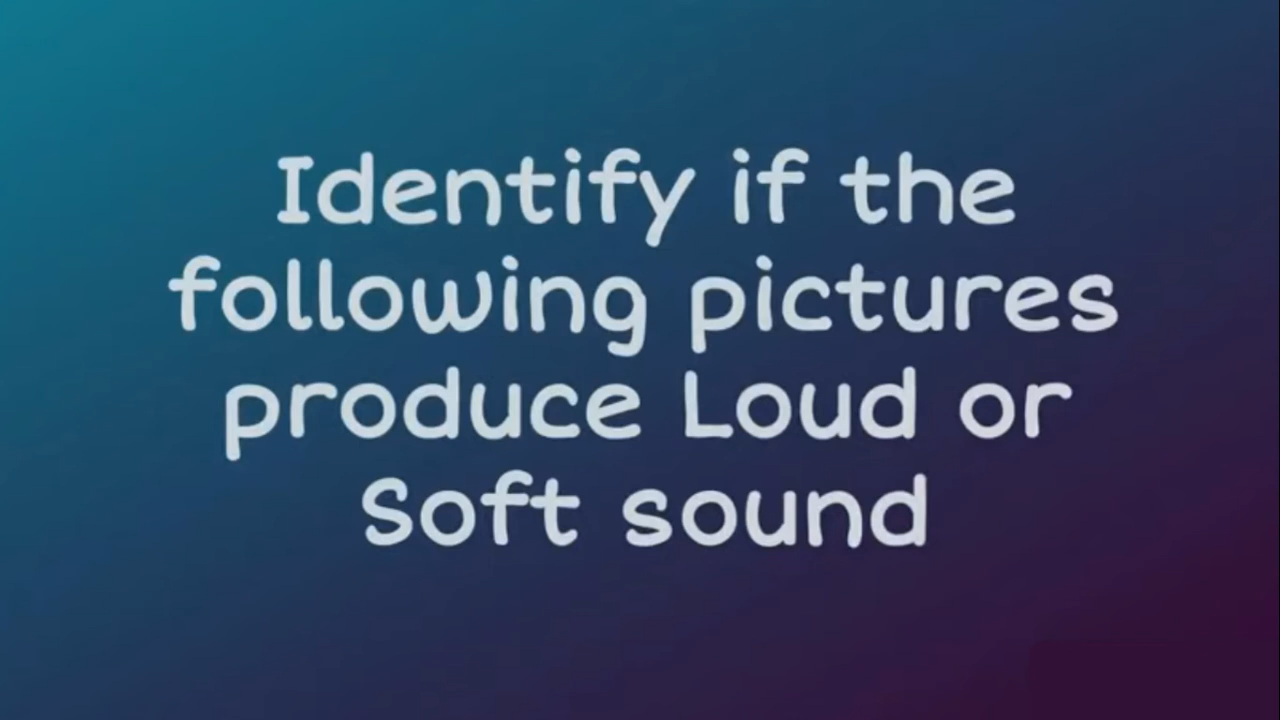 Identify if the
following pictures
produce Loud or
Soft sound